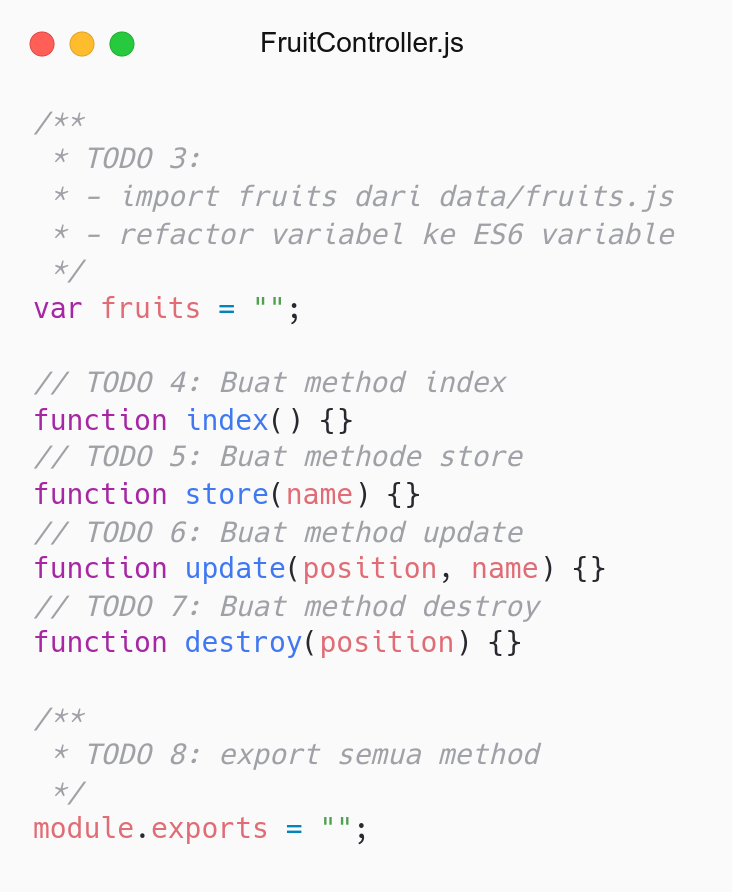 FruitController.js
/**
 * TODO 3:
 * - import fruits dari data/fruits.js
 * - refactor variabel ke ES6 variable
 */
var fruits = "";
// TODO 4: Buat method index
function index() {}
// TODO 5: Buat methode store
function store(name) {}
// TODO 6: Buat method update
function update(position, name) {}
// TODO 7: Buat method destroy
function destroy(position) {}
/**
 * TODO 8: export semua method
 */
module.exports = "";